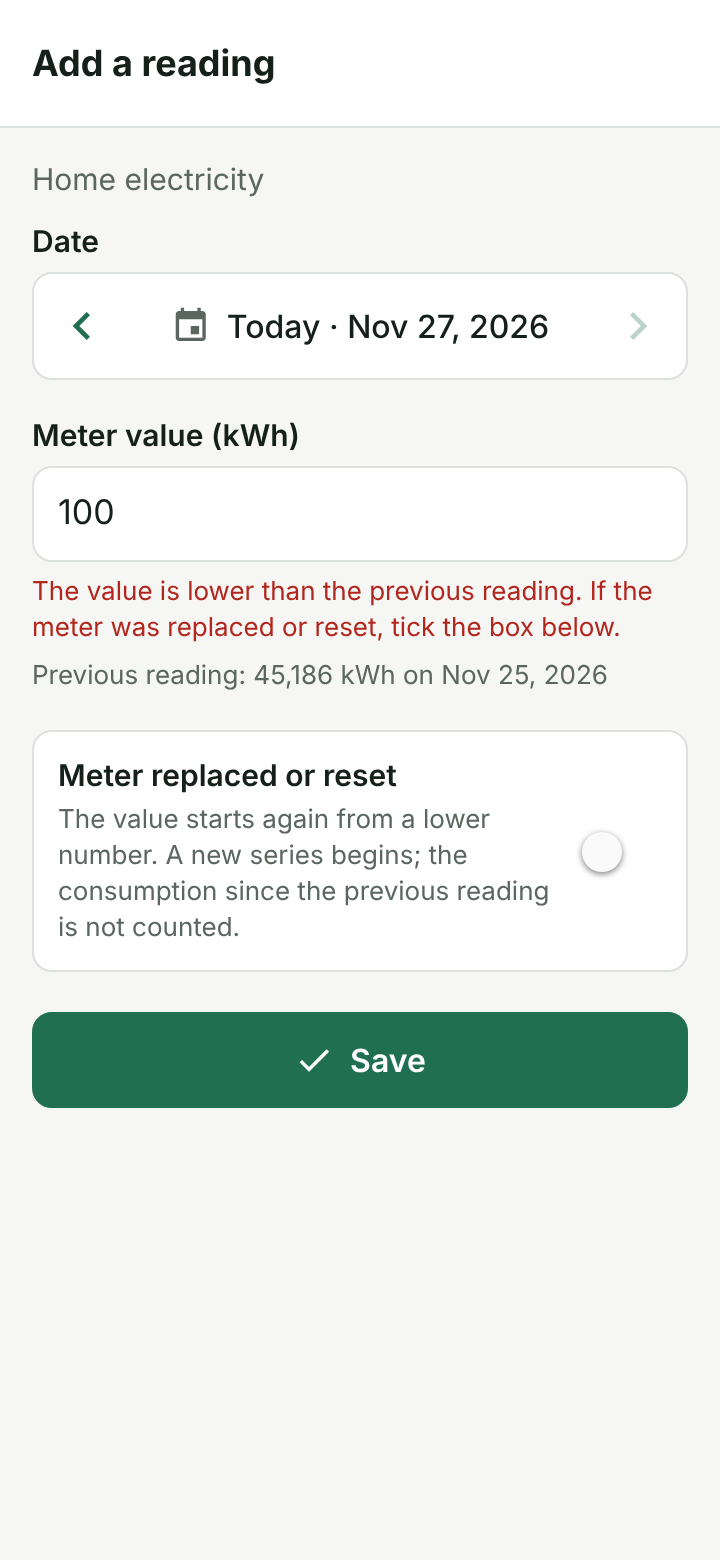 Add a reading
Home electricity
Date
Today · Nov 27, 2026
Meter value (kWh)
100
The value is lower than the previous reading. If the
meter was replaced or reset, tick the box below.
Previous reading: 45,186 kWh on Nov 25, 2026
Meter replaced or reset
The value starts again from a lower
number. A new series begins; the
consumption since the previous reading
is not counted.
Save